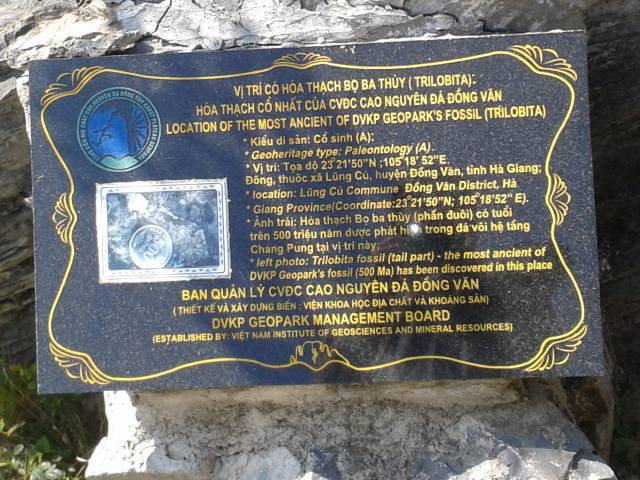 VỊ TRÍ CÓ HÓA THẠCH BỌ BA THÙY ( TRILOBITA):
HÓA THẠCH CỔ NHẤT CỦA CVĐC CAO NGUYÊN ĐÁ ĐỒNG VĂN
LOCATION OF THE MOST ANCIENT OF DVKP GEOPARK'S FOSSIL (TRILOBITA)
* Kiểu di sản: Cổ sinh (A):
* Geoheritage type: Paleontology (A).
* Vị trí: Tọa độ 23°21'50"N ;105°18' 52"E.
Đông, thuộc xã Lũng Cú, huyện Đồng Văn, tỉnh Hà Giang;
* location: Lũng Cú Commune Đồng Văn District, Hà
Giang Province(Coordinate:23°21'50"N; 105°18'52" E).
* Ảnh trái; Hóa thạch Bọ ba thùy (phần đuôi) có tuổi
trên 500 triệu năm được phát hiện trong đá vôi hệ tầng
Chang Pung tại vị trí này;
* left photo: Trilobita fossil (tail part) - the most ancient of
DVKP Geopark's fossil (500 Ma) has been discovered in this place
BAN QUẢN LÝ CVĐC CAO NGUYÊN ĐÁ ĐỒNG VĂN
( THIẾT KẾ VÀ XÂY DỰNG BIỂN : VIỆN KHOA HỌC ĐỊA CHẤT VÀ KHOÁNG SẢN)
DVKP GEOPARK MANAGEMENT BOARD
(ESTABLISHED BY: VIỆT NAM INSTITUTE OF GEOSCIENCES AND MINERAL RESOURCES)